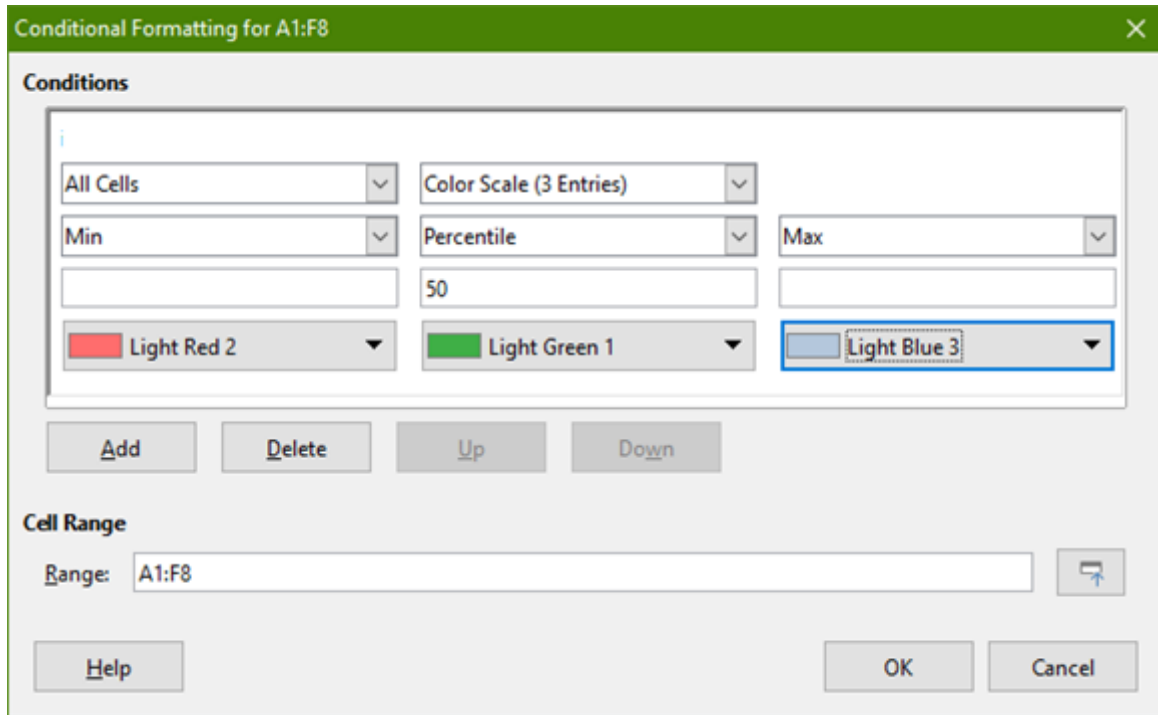 Conditional Formatting for A1:F8
Conditions
i
All Cells Color Scale (3 Entries)
Min Percentile Max
50
Light Red 2 Light Green 1 Light Blue 3
Add Delete Up Down
Cell Range
Range: A1:F8
Help OK Cancel